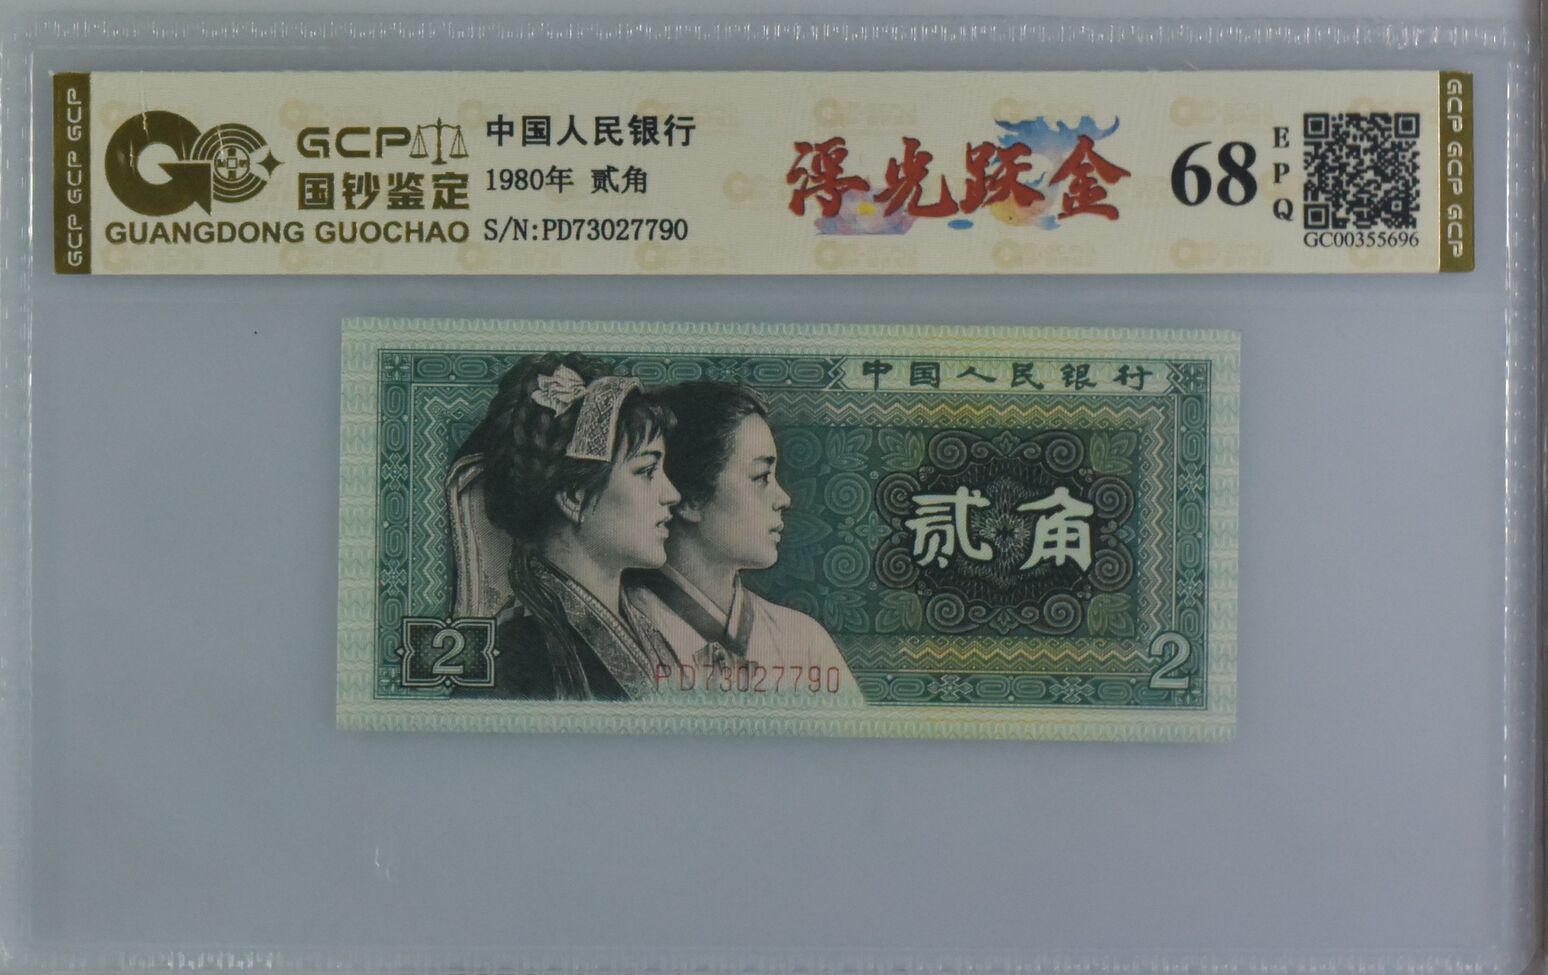 GCP GCP GCP
GCP
国钞鉴定
GUANGDONG GUOCHAO
中国人民银行
1980年 贰角
S/N:PD73027790
浮光跃金
68
EPQ
GC00355696
GCP GCP GCP
中国人民银行
贰角
2
2
PD73027790